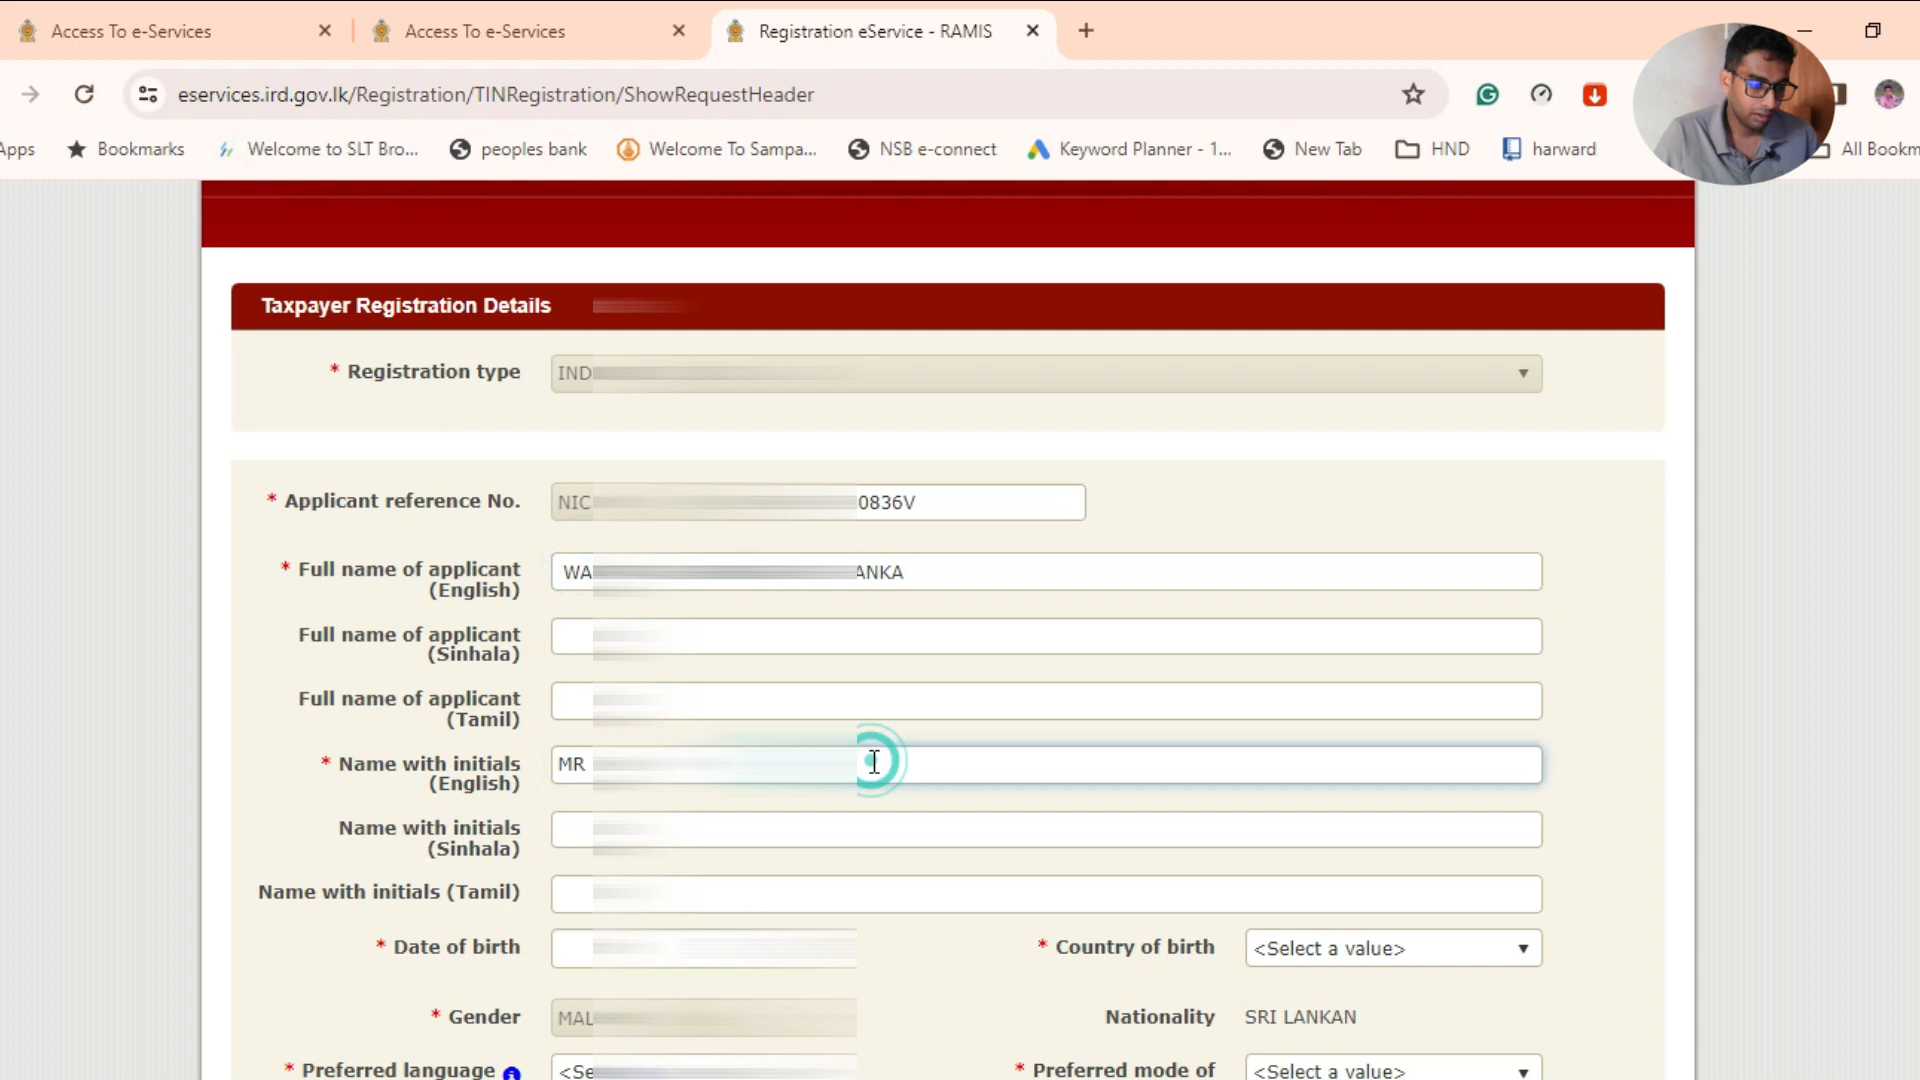 Access To e-Services
Access To e-Services
Registration eService - RAMIS
eservices.ird.gov.lk/Registration/TINRegistration/ShowRequestHeader
Apps
Bookmarks
Welcome to SLT Bro...
peoples bank
Welcome To Sampa...
NSB e-connect
Keyword Planner - 1...
New Tab
HND
harward
All Bookm
Taxpayer Registration Details
* Registration type
IND
* Applicant reference No.
NIC 0836V
* Full name of applicant
(English)
WA ANKA
Full name of applicant
(Sinhala)
Full name of applicant
(Tamil)
* Name with initials
(English)
MR
Name with initials
(Sinhala)
Name with initials (Tamil)
* Date of birth
* Country of birth
<Select a value>
* Gender
MAL
Nationality
SRI LANKAN
* Preferred language
<Se
* Preferred mode of
<Select a value>